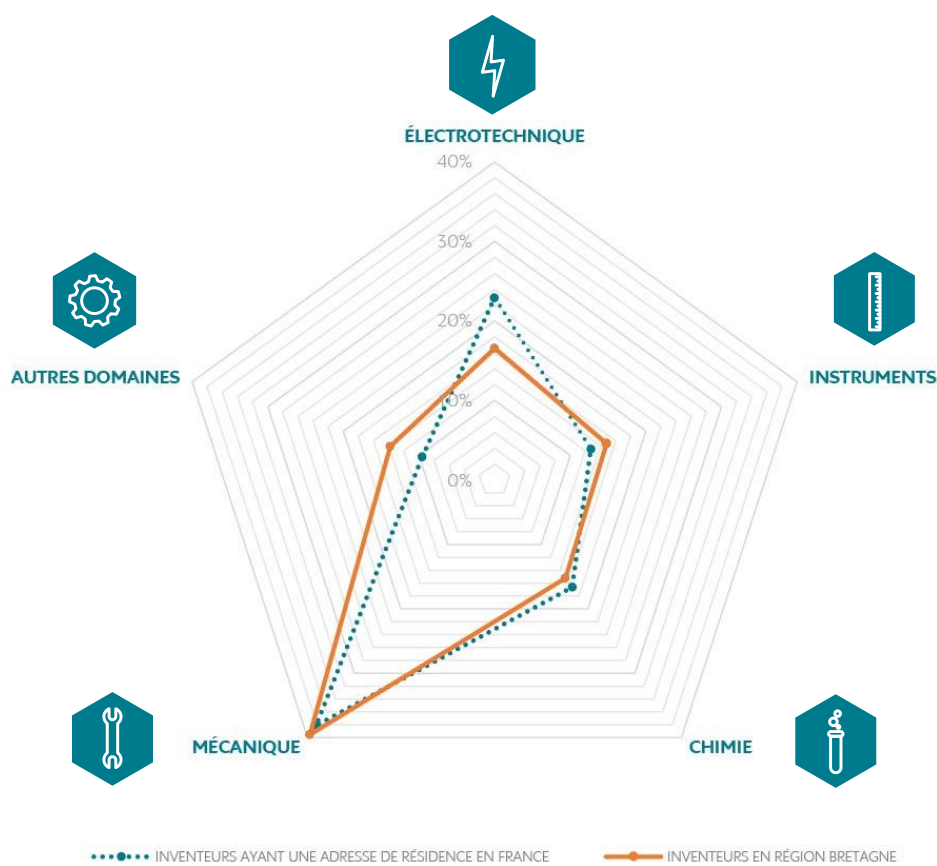 ÉLECTROTECHNIQUE
40%
30%
20%
0%
AUTRES DOMAINES
INSTRUMENTS
0%
MÉCANIQUE
CHIMIE
INVENTEURS AYANT UNE ADRESSE DE RÉSIDENCE EN FRANCE
INVENTEURS EN RÉGION BRETAGNE